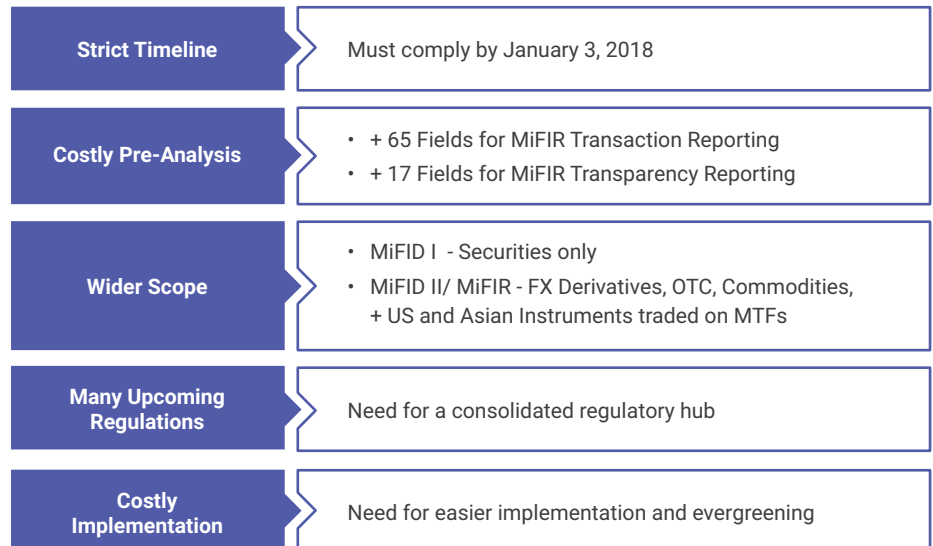 Strict Timeline
Must comply by January 3, 2018
Costly Pre-Analysis
• + 65 Fields for MiFIR Transaction Reporting
• + 17 Fields for MiFIR Transparency Reporting
Wider Scope
• MiFID I - Securities only
• MiFID II/ MiFIR - FX Derivatives, OTC, Commodities,
+ US and Asian Instruments traded on MTFs
Many Upcoming
Regulations
Need for a consolidated regulatory hub
Costly
Implementation
Need for easier implementation and evergreening